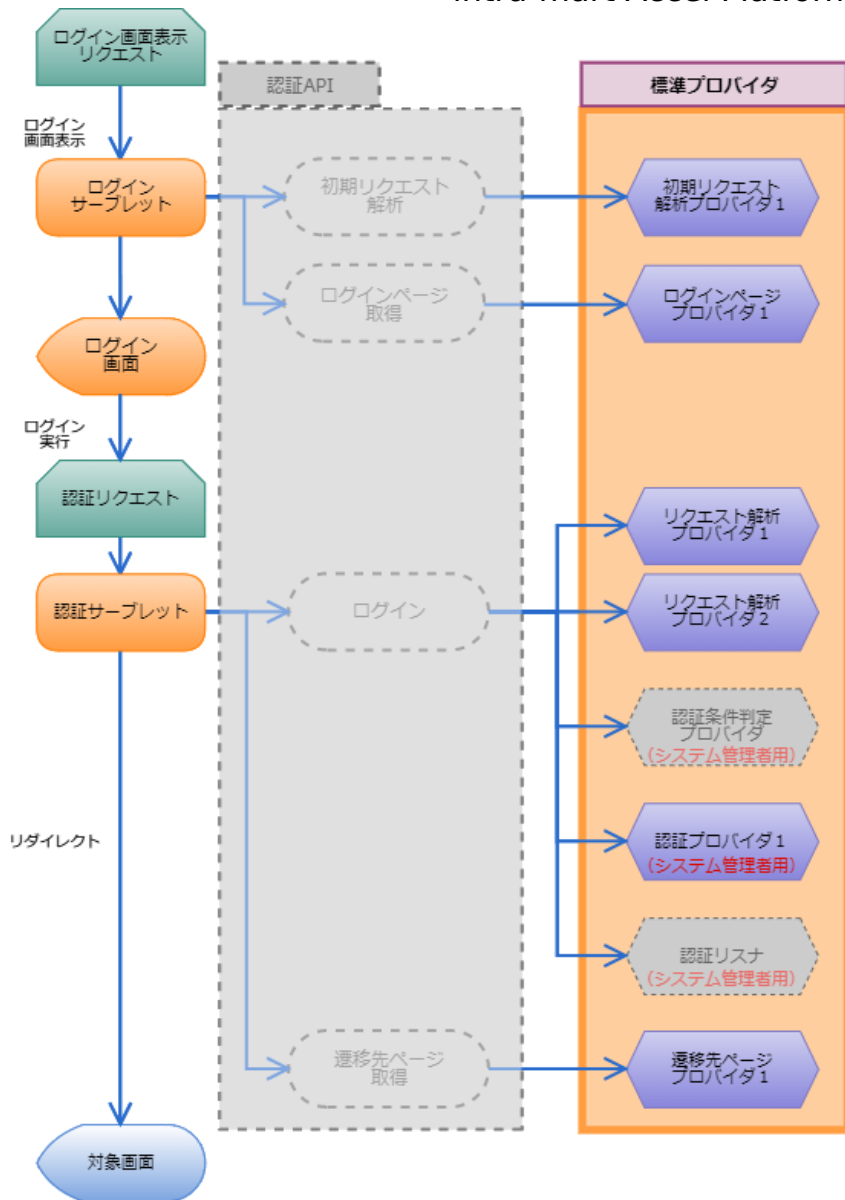 ログイン画面表示
リクエスト
認証API
標準プロバイダ
ログイン
画面表示
ログイン
サーブレット
初期リクエスト
解析
初期リクエスト
解析プロバイダ1
ログインページ
取得
ログインページ
プロバイダ1
ログイン
画面
ログイン
実行
認証リクエスト
リクエスト解析
プロバイダ1
認証サーブレット
ログイン
リクエスト解析
プロバイダ2
認証条件判定
プロバイダ
(システム管理者用)
リダイレクト
認証プロバイダ1
(システム管理者用)
認証リスナ
(システム管理者用)
遷移先ページ
取得
遷移先ページ
プロバイダ1
対象画面